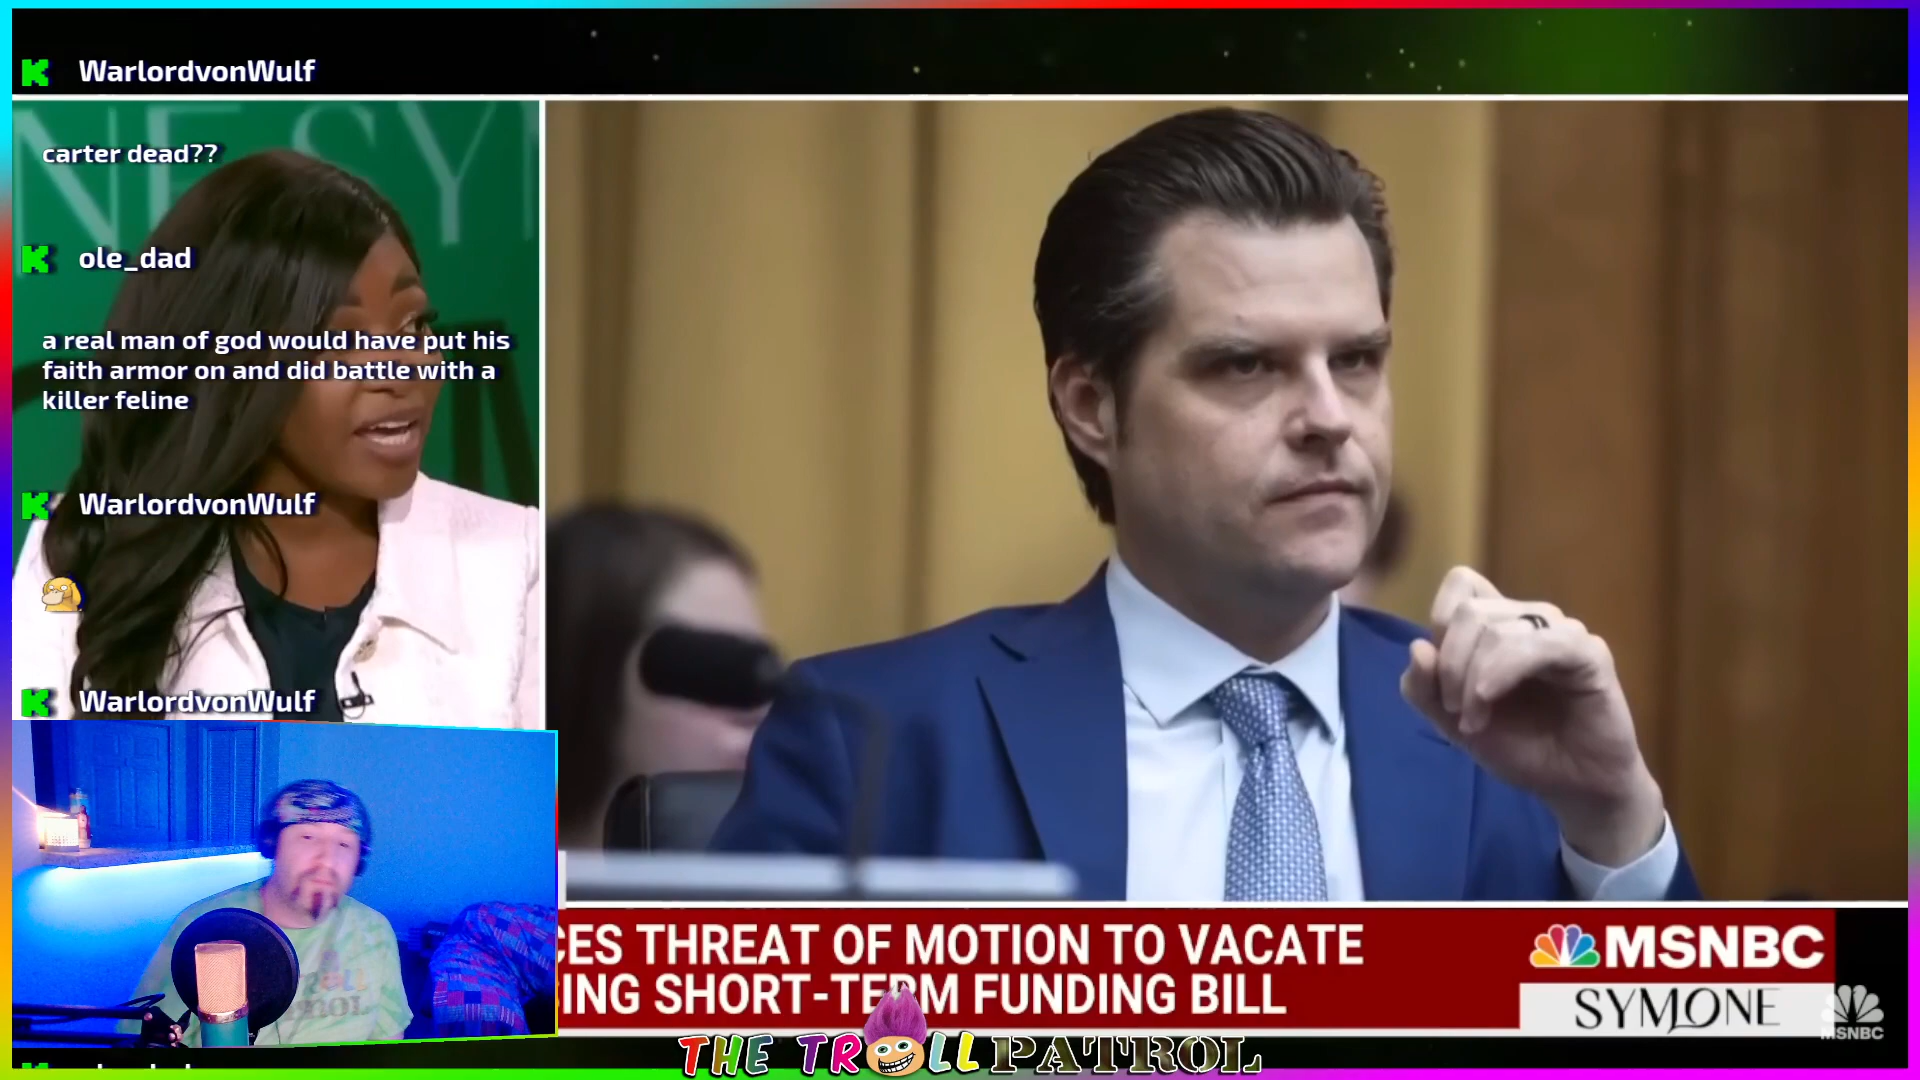 WarlordvonWulf
carter dead??
ole_dad
a real man of god would have put his
faith armor on and did battle with a
killer feline
WarlordvonWulf
WarlordvonWulf
CES THREAT OF MOTION TO VACATE
ING SHORT-TERM FUNDING BILL
MSNBC
SYMONE
MSNBC
THE TROLL PATROL